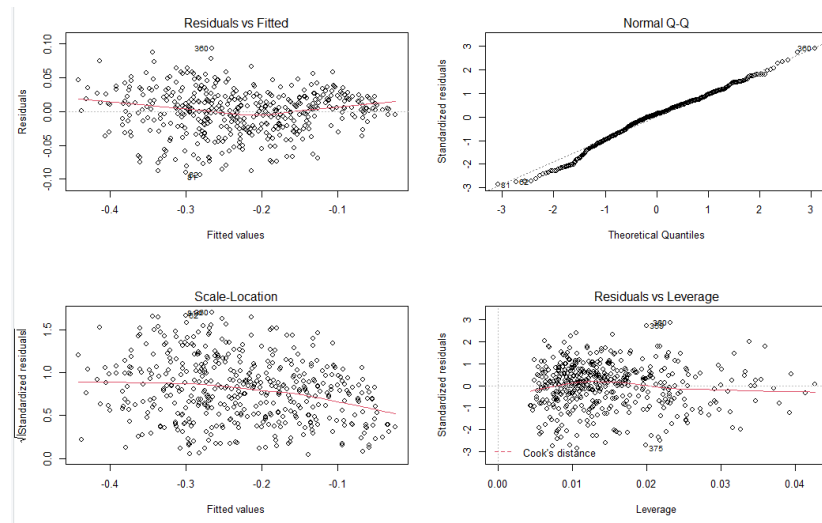 Residuals vs Fitted
Residuals
0.10
0.05
0.00
-0.05
-0.10
360
81
-0.4 -0.3 -0.2 -0.1
Fitted values
Normal Q-Q
Standardized residuals
3
2
1
0
-1
-2
-3
360
81
62
-3 -2 -1 0 1 2 3
Theoretical Quantiles
Scale-Location
√|Standardized residuals|
1.5
1.0
0.5
0.0
-0.4 -0.3 -0.2 -0.1
Fitted values
Residuals vs Leverage
Standardized residuals
3
2
1
0
-1
-2
-3
375
Cook's distance
0.00 0.01 0.02 0.03 0.04
Leverage